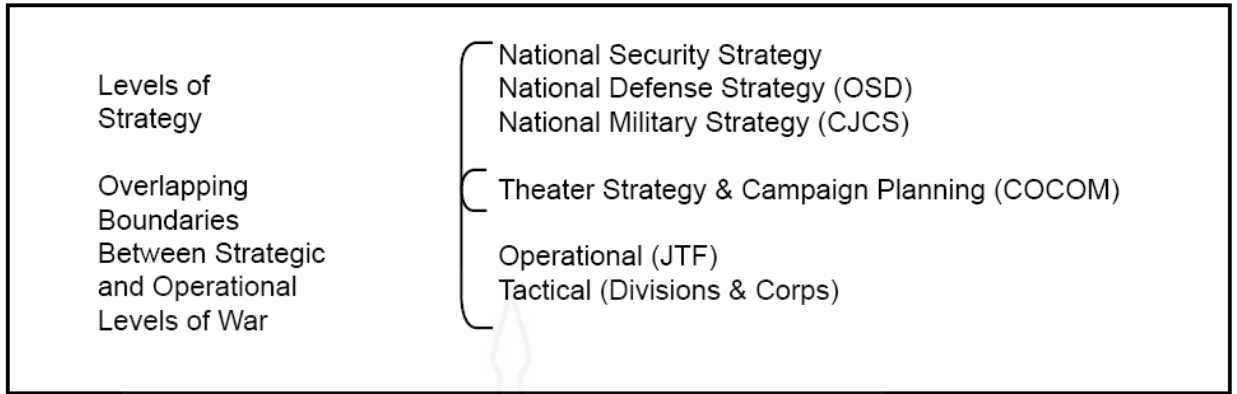 Levels of
Strategy
Overlapping
Boundaries
Between Strategic
and Operational
Levels of War
National Security Strategy
National Defense Strategy (OSD)
National Military Strategy (CJCS)
Theater Strategy & Campaign Planning (COCOM)
Operational (JTF)
Tactical (Divisions & Corps)